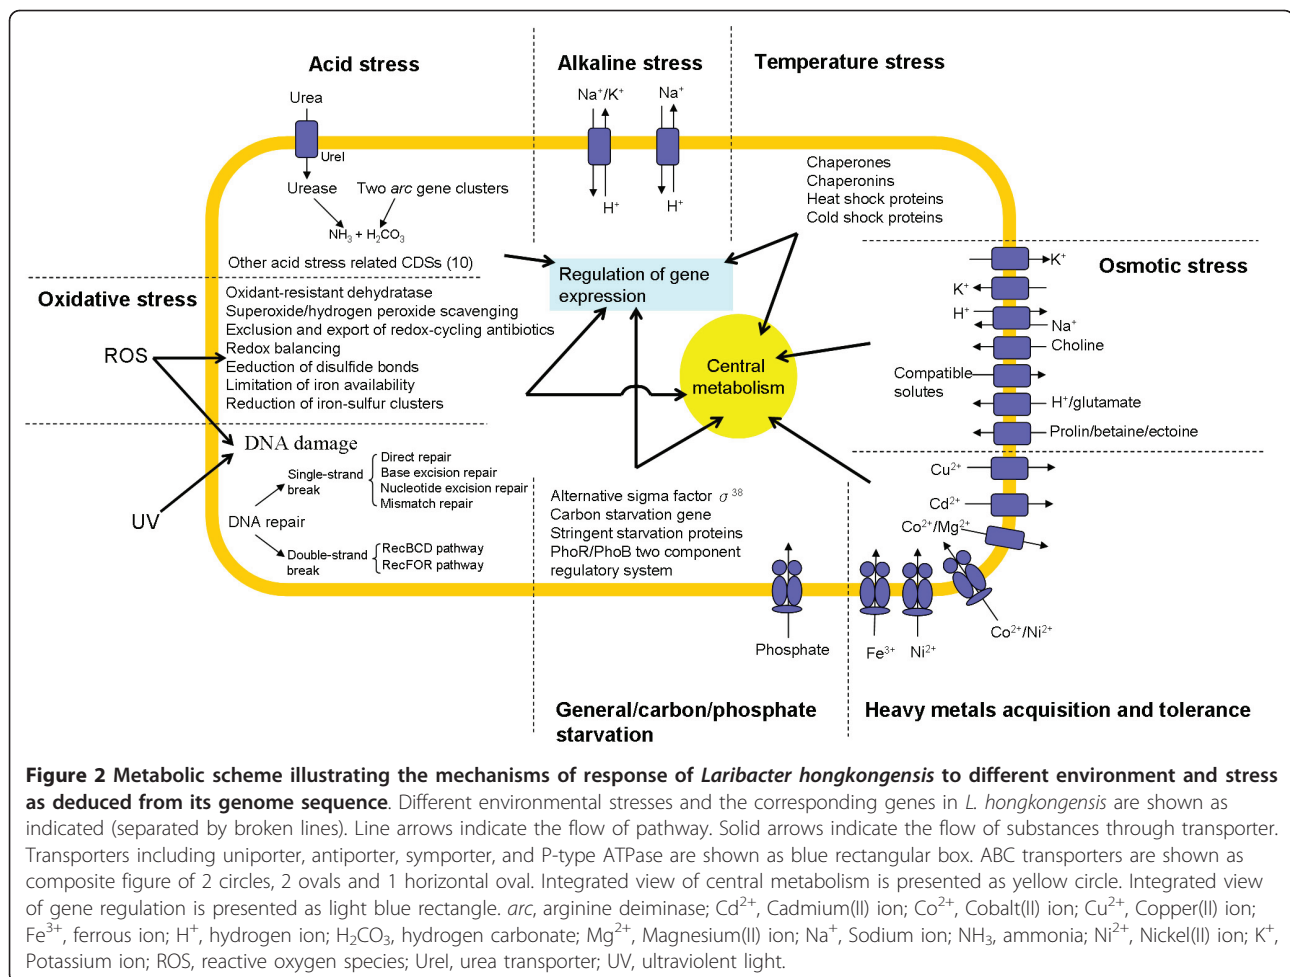 Acid stress
Alkaline stress
Temperature stress
Urea
UreI
Urease
Two arc gene clusters
NH₃ + H₂CO₃
Other acid stress related CDSs (10)
Na⁺/K⁺
Na⁺
H⁺
H⁺
Chaperones
Chaperonins
Heat shock proteins
Cold shock proteins
Regulation of gene
expression
Central
metabolism
Oxidative stress
ROS
Oxidant-resistant dehydratase
Superoxide/hydrogen peroxide scavenging
Exclusion and export of redox-cycling antibiotics
Redox balancing
Eeduction of disulfide bonds
Limitation of iron availability
Reduction of iron-sulfur clusters
Osmotic stress
K⁺
K⁺
H⁺
Na⁺
Choline
Compatible
solutes
H⁺/glutamate
Prolin/betaine/ectoine
UV
DNA damage
DNA repair
Single-strand
break
Direct repair
Base excision repair
Nucleotide excision repair
Mismatch repair
Double-strand
break
RecBCD pathway
RecFOR pathway
Alternative sigma factor σ³⁸
Carbon starvation gene
Stringent starvation proteins
PhoR/PhoB two component
regulatory system
Phosphate
General/carbon/phosphate
starvation
Cu²⁺
Cd²⁺
Co²⁺/Mg²⁺
Co²⁺/Ni²⁺
Fe³⁺
Ni²⁺
Heavy metals acquisition and tolerance
Figure 2 Metabolic scheme illustrating the mechanisms of response of Laribacter hongkongensis to different environment and stress
as deduced from its genome sequence. Different environmental stresses and the corresponding genes in L. hongkongensis are shown as
indicated (separated by broken lines). Line arrows indicate the flow of pathway. Solid arrows indicate the flow of substances through transporter.
Transporters including uniporter, antiporter, symporter, and P-type ATPase are shown as blue rectangular box. ABC transporters are shown as
composite figure of 2 circles, 2 ovals and 1 horizontal oval. Integrated view of central metabolism is presented as yellow circle. Integrated view
of gene regulation is presented as light blue rectangle. arc, arginine deiminase; Cd²⁺, Cadmium(II) ion; Co²⁺, Cobalt(II) ion; Cu²⁺, Copper(II) ion;
Fe³⁺, ferrous ion; H⁺, hydrogen ion; H₂CO₃, hydrogen carbonate; Mg²⁺, Magnesium(II) ion; Na⁺, Sodium ion; NH₃, ammonia; Ni²⁺, Nickel(II) ion; K⁺,
Potassium ion; ROS, reactive oxygen species; UreI, urea transporter; UV, ultraviolent light.